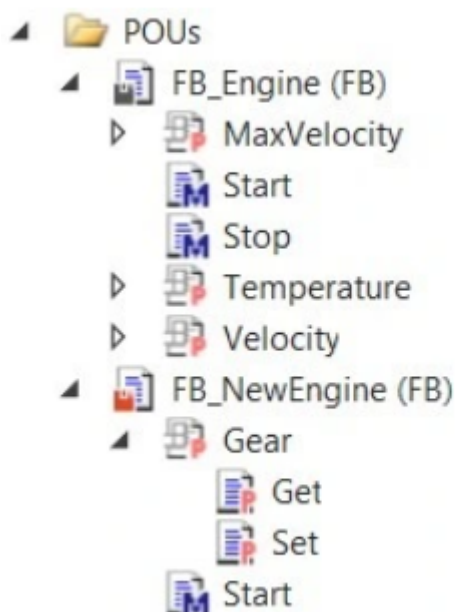 POUs
FB_Engine (FB)
MaxVelocity
Start
Stop
Temperature
Velocity
FB_NewEngine (FB)
Gear
Get
Set
Start